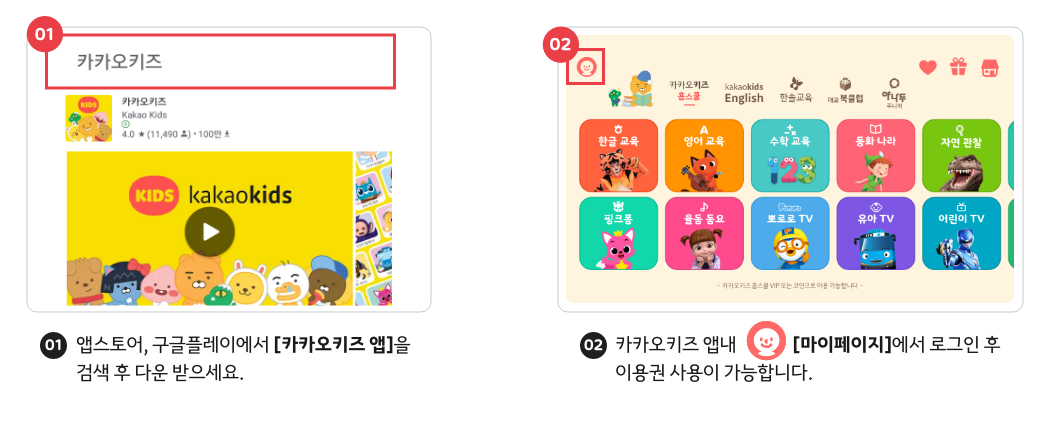 01
카카오키즈
카카오키즈
Kakao Kids
4.0 ★ (11,490) · 100만
KIDS kakaokids
01 앱스토어, 구글플레이에서 [카카오키즈 앱]을
검색 후 다운 받으세요.
02
카카오키즈
홈스쿨
kakaokids
English
한솔교육
대교 북클럽
아나두
주니어
한글 교육
영어 교육
수학 교육
동화 나라
자연 관찰
핑크퐁
율동 동요
Pororo
뽀로로 TV
유아 TV
어린이 TV
- 카카오키즈 홈스쿨 VIP 또는 코인으로 이용 가능합니다 -
02 카카오키즈 앱내 [마이페이지]에서 로그인 후
이용권 사용이 가능합니다.